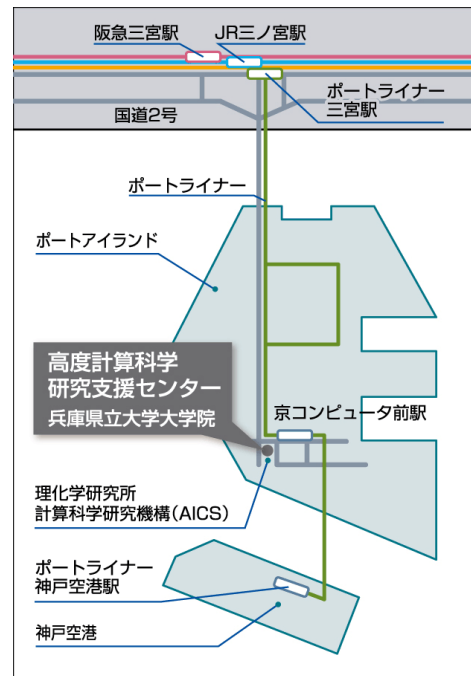 阪急三宮駅
JR三ノ宮駅
ポートライナー
三宮駅
国道2号
ポートライナー
ポートアイランド
高度計算科学
研究支援センター
兵庫県立大学大学院
京コンピュータ前駅
理化学研究所
計算科学研究機構(AICS)
ポートライナー
神戸空港駅
神戸空港